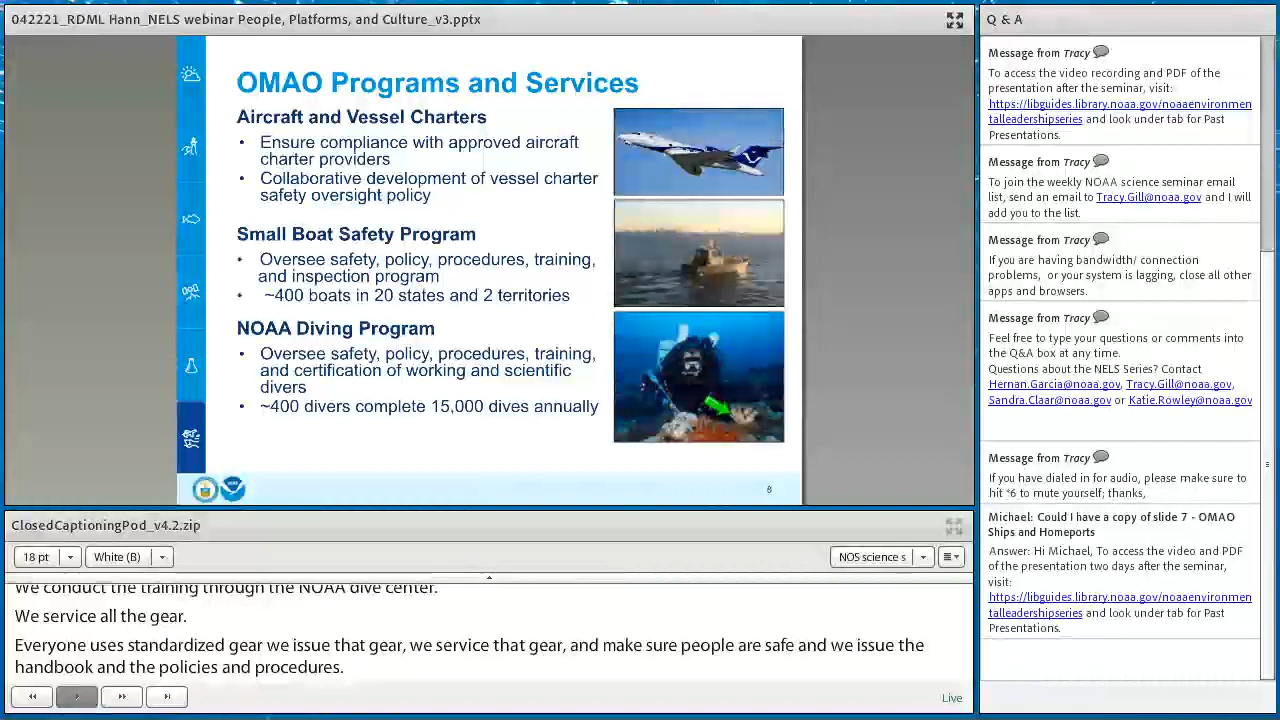 042221_RDML Hann_NELS webinar People, Platforms, and Culture_v3.pptx
OMAO Programs and Services
Aircraft and Vessel Charters
• Ensure compliance with approved aircraft
charter providers
• Collaborative development of vessel charter
safety oversight policy
Small Boat Safety Program
• Oversee safety, policy, procedures, training,
and inspection program
• ~400 boats in 20 states and 2 territories
NOAA Diving Program
• Oversee safety, policy, procedures, training,
and certification of working and scientific
divers
• ~400 divers complete 15,000 dives annually
8
ClosedCaptioningPod_v4.2.zip
18 pt
White (B)
NOS science s
We conduct the training through the NOAA dive center.
We service all the gear.
Everyone uses standardized gear we issue that gear, we service that gear, and make sure people are safe and we issue the
handbook and the policies and procedures.
Live
Q & A
Message from Tracy
To access the video recording and PDF of the
presentation after the seminar, visit:
https://libguides.library.noaa.gov/noaaenvironmen
talleadershipseries and look under tab for Past
Presentations.
Message from Tracy
To join the weekly NOAA science seminar email
list, send an email to Tracy.Gill@noaa.gov and I will
add you to the list.
Message from Tracy
If you are having bandwidth/ connection
problems, or your system is lagging, close all other
apps and browsers.
Message from Tracy
Feel free to type your questions or comments into
the Q&A box at any time.
Questions about the NELS Series? Contact
Hernan.Garcia@noaa.gov, Tracy.Gill@noaa.gov,
Sandra.Claar@noaa.gov or Katie.Rowley@noaa.gov
Message from Tracy
If you have dialed in for audio, please make sure to
hit *6 to mute yourself; thanks,
Michael: Could I have a copy of slide 7 - OMAO
Ships and Homeports
Answer: Hi Michael, To access the video and PDF
of the presentation two days after the seminar,
visit:
https://libguides.library.noaa.gov/noaaenvironmen
talleadershipseries and look under tab for Past
Presentations.